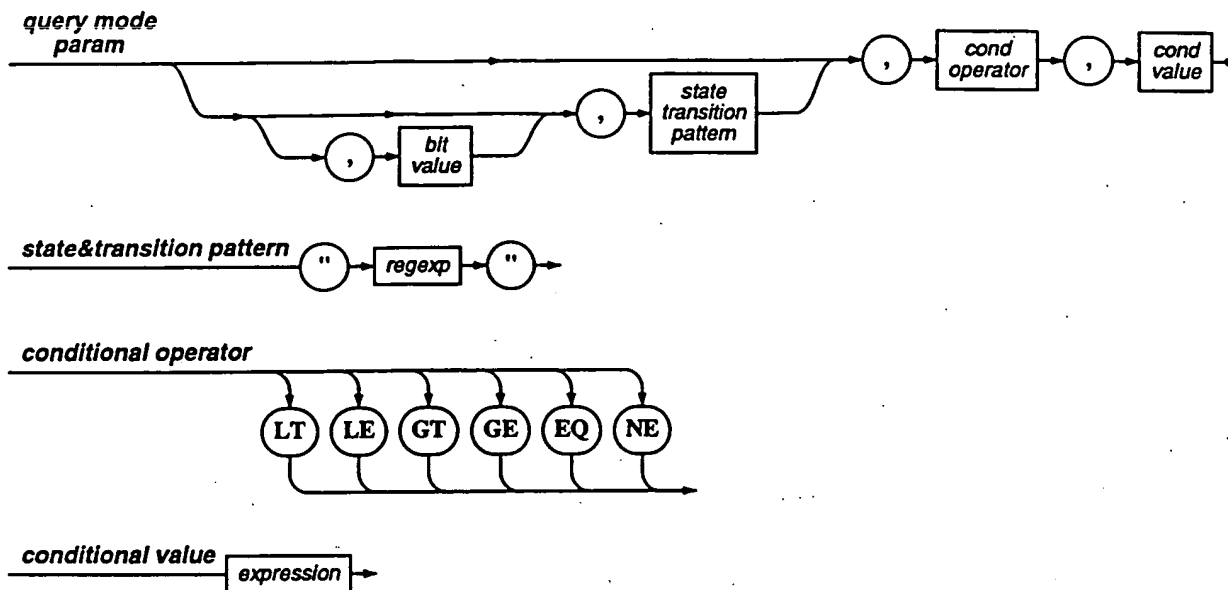 query mode
param
,
cond
operator
,
cond
value
,
state
transition
pattern
,
bit
value
state&transition pattern
"
regexp
"
conditional operator
LT LE GT GE EQ NE
conditional value
expression